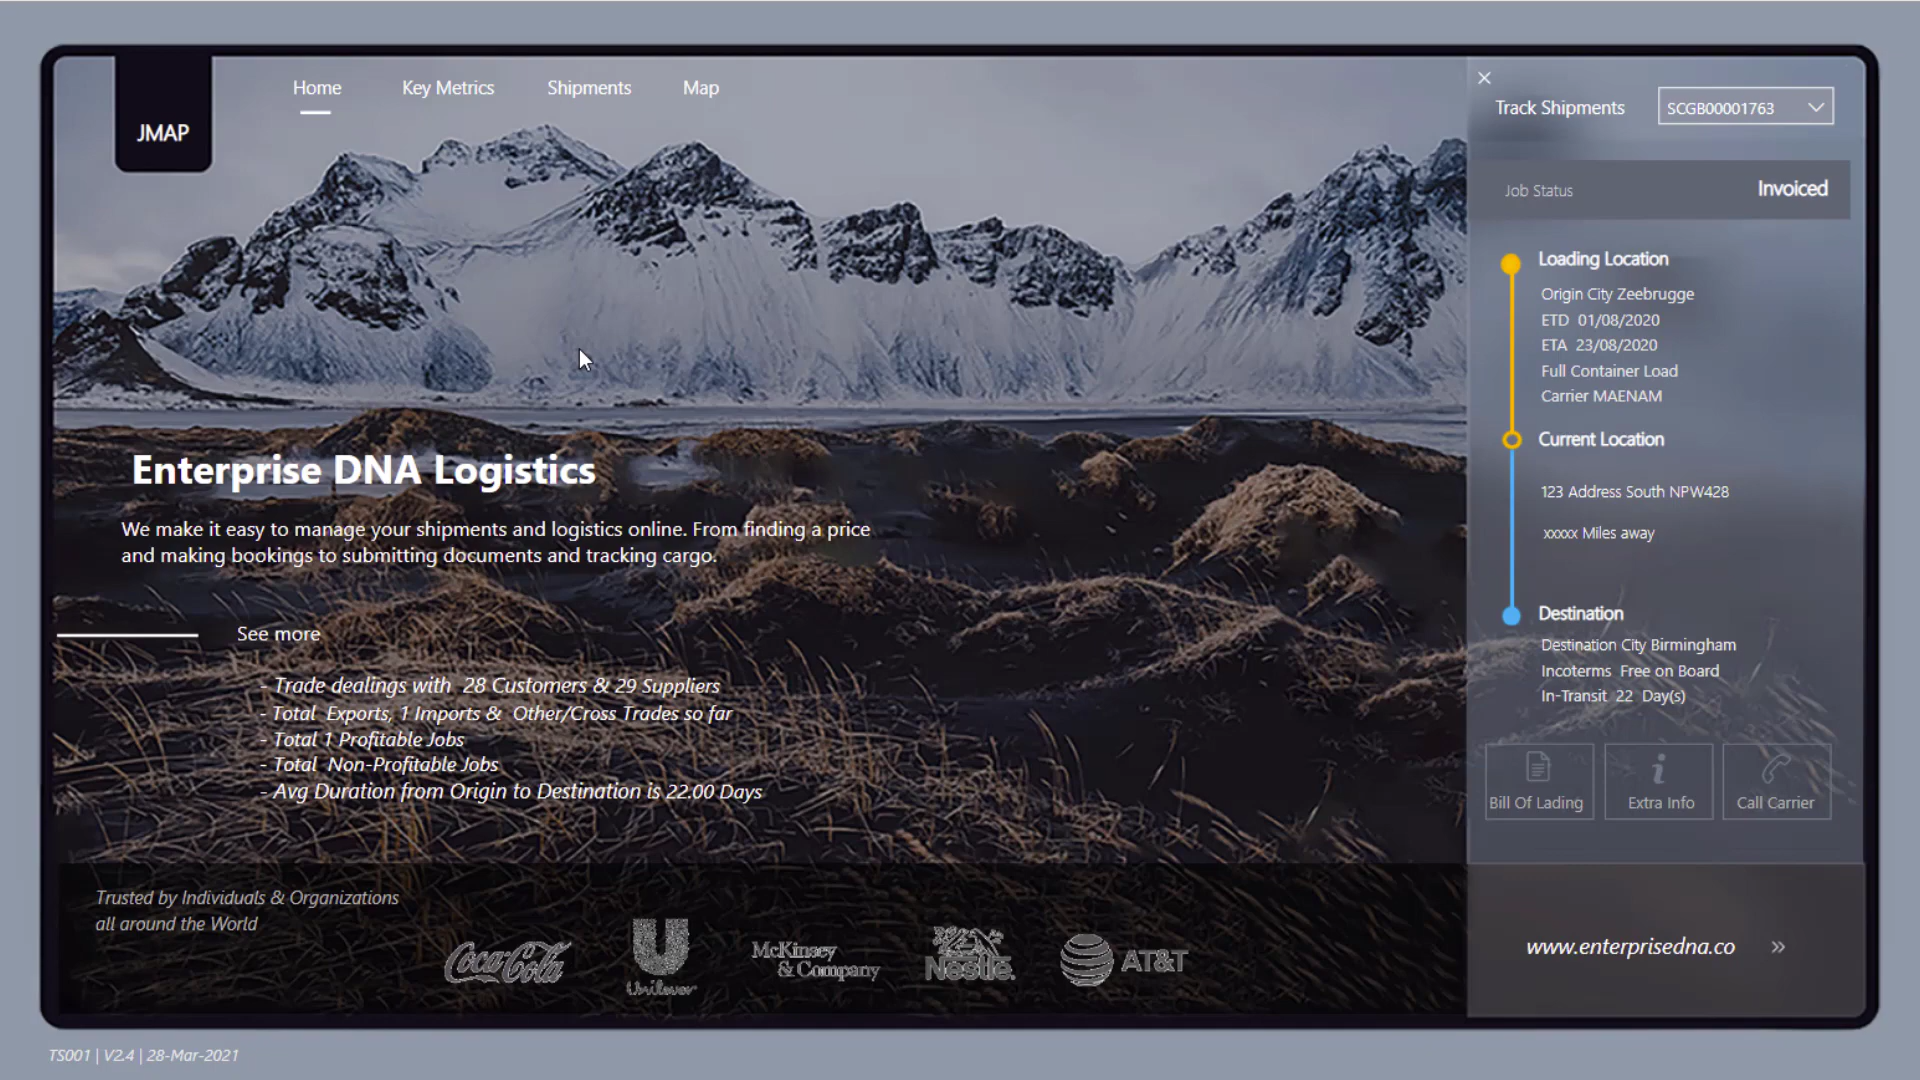 JMAP
Home
Key Metrics
Shipments
Map
Track Shipments
SCGB00001763
Job Status
Invoiced
Loading Location
Origin City Zeebrugge
ETD 01/08/2020
ETA 23/08/2020
Full Container Load
Carrier MAENAM
Current Location
123 Address South NPW428
xxxxx Miles away
Destination
Destination City Birmingham
Incoterms Free on Board
In-Transit 22 Day(s)
Bill Of Lading
Extra Info
Call Carrier
www.enterprisedna.co »
Enterprise DNA Logistics
We make it easy to manage your shipments and logistics online. From finding a price
and making bookings to submitting documents and tracking cargo.
See more
- Trade dealings with 28 Customers & 29 Suppliers
- Total Exports, 1 Imports & Other/Cross Trades so far
- Total 1 Profitable Jobs
- Total Non-Profitable Jobs
- Avg Duration from Origin to Destination is 22.00 Days
Trusted by Individuals & Organizations
all around the World
Coca-Cola
Unilever
McKinsey
& Company
Nestle.
AT&T
TS001 | V2.4 | 28-Mar-2021